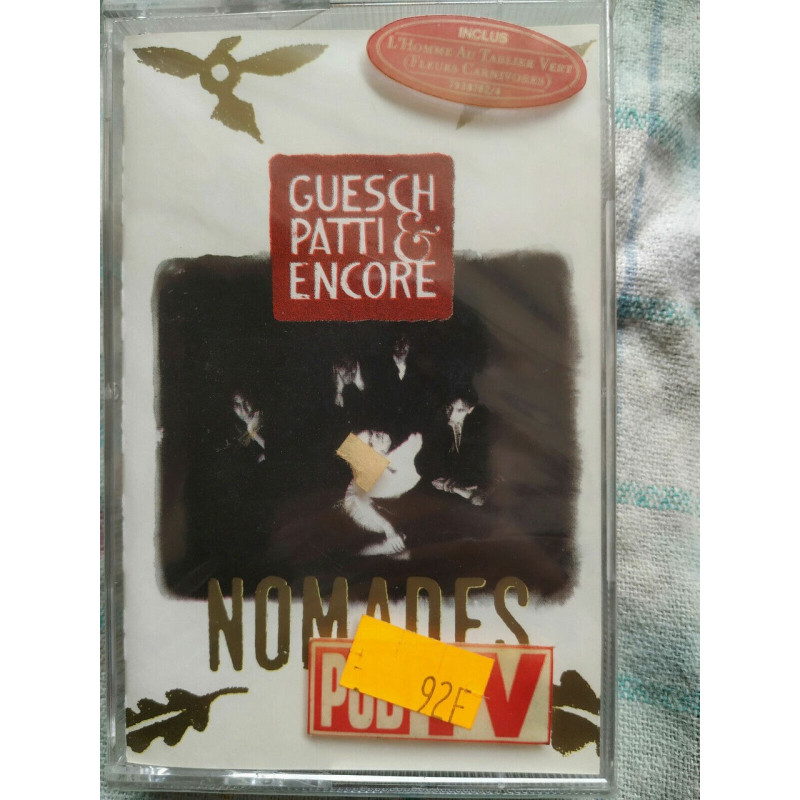 INCLUS
L'HOMME AU TABLIER VERT
(FLEURS CARNIVORES)
GUESCH
PATTI &
ENCORE
NOMADES
PUB TV
92F